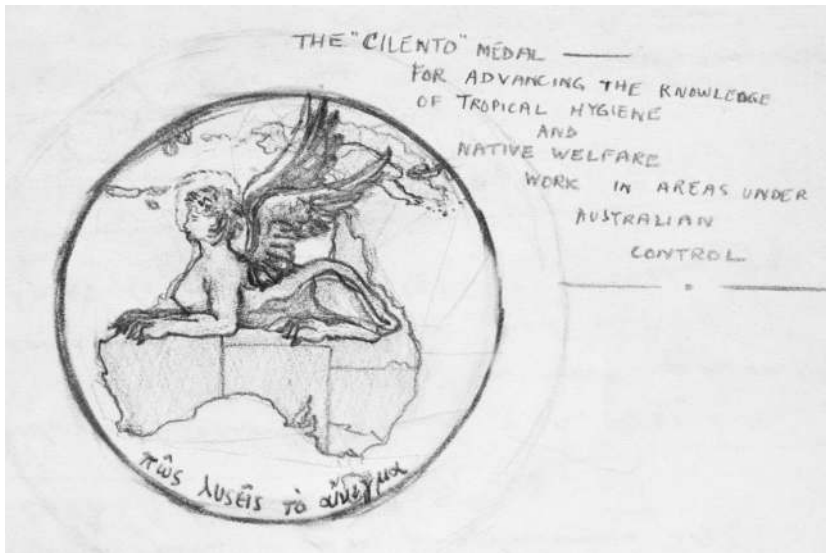 THE "CILENTO" MEDAL
FOR ADVANCING THE KNOWLEDGE
OF TROPICAL HYGIENE
AND
NATIVE WELFARE
WORK IN AREAS UNDER
AUSTRALIAN
CONTROL
πῶς λυσεῖς τὸ αἴνιγμα